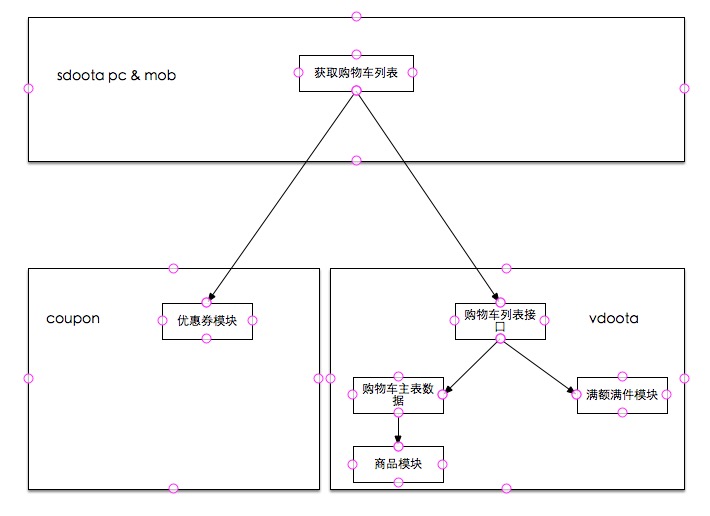 sdoota pc & mob
获取购物车列表
coupon
优惠券模块
购物车列表接
口
vdoota
购物车主表数
据
满额满件模块
商品模块